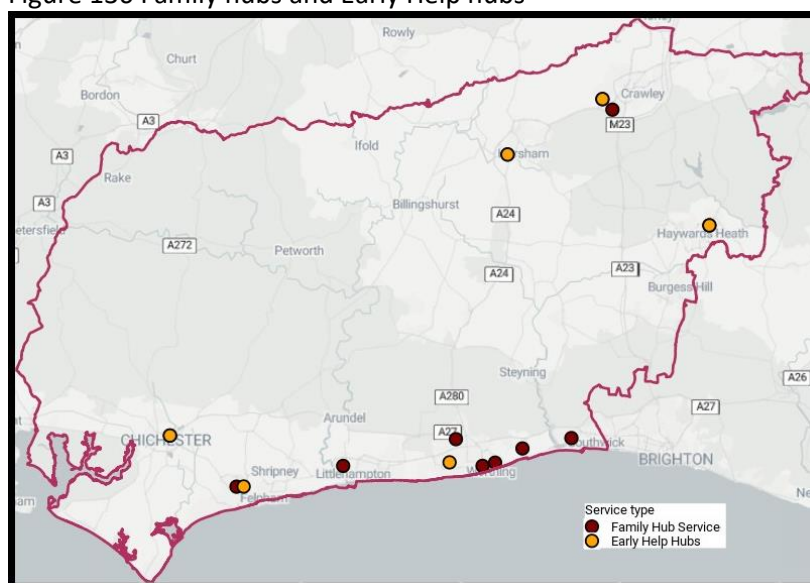 Figure 130 Family hubs and Early Help hubs
Rowly
Churt
Bordon
A3
Crawley
M23
Ifold
A3
Rake
Billingshurst
A24
A3
Haywards Heath
A272
Petworth
A24
A23
Burgess Hill
Steyning
A26
A280
Arundel
A27
A27
CHICHESTER
Shripney
Littlehampton
BRIGHTON
Felpham
Service type
Family Hub Service
Early Help Hubs